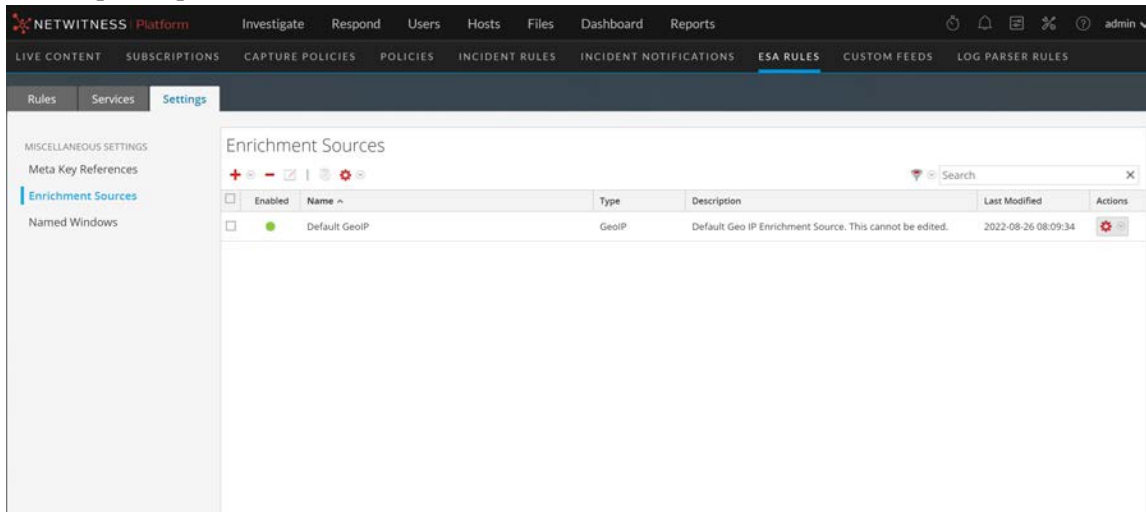 NETWITNESS Platform Investigate Respond Users Hosts Files Dashboard Reports admin
LIVE CONTENT SUBSCRIPTIONS CAPTURE POLICIES POLICIES INCIDENT RULES INCIDENT NOTIFICATIONS ESA RULES CUSTOM FEEDS LOG PARSER RULES
Rules Services Settings
MISCELLANEOUS SETTINGS
Meta Key References
Enrichment Sources
Named Windows
Enrichment Sources
Search
Enabled Name Type Description Last Modified Actions
Default GeoIP GeoIP Default Geo IP Enrichment Source. This cannot be edited. 2022-08-26 08:09:34